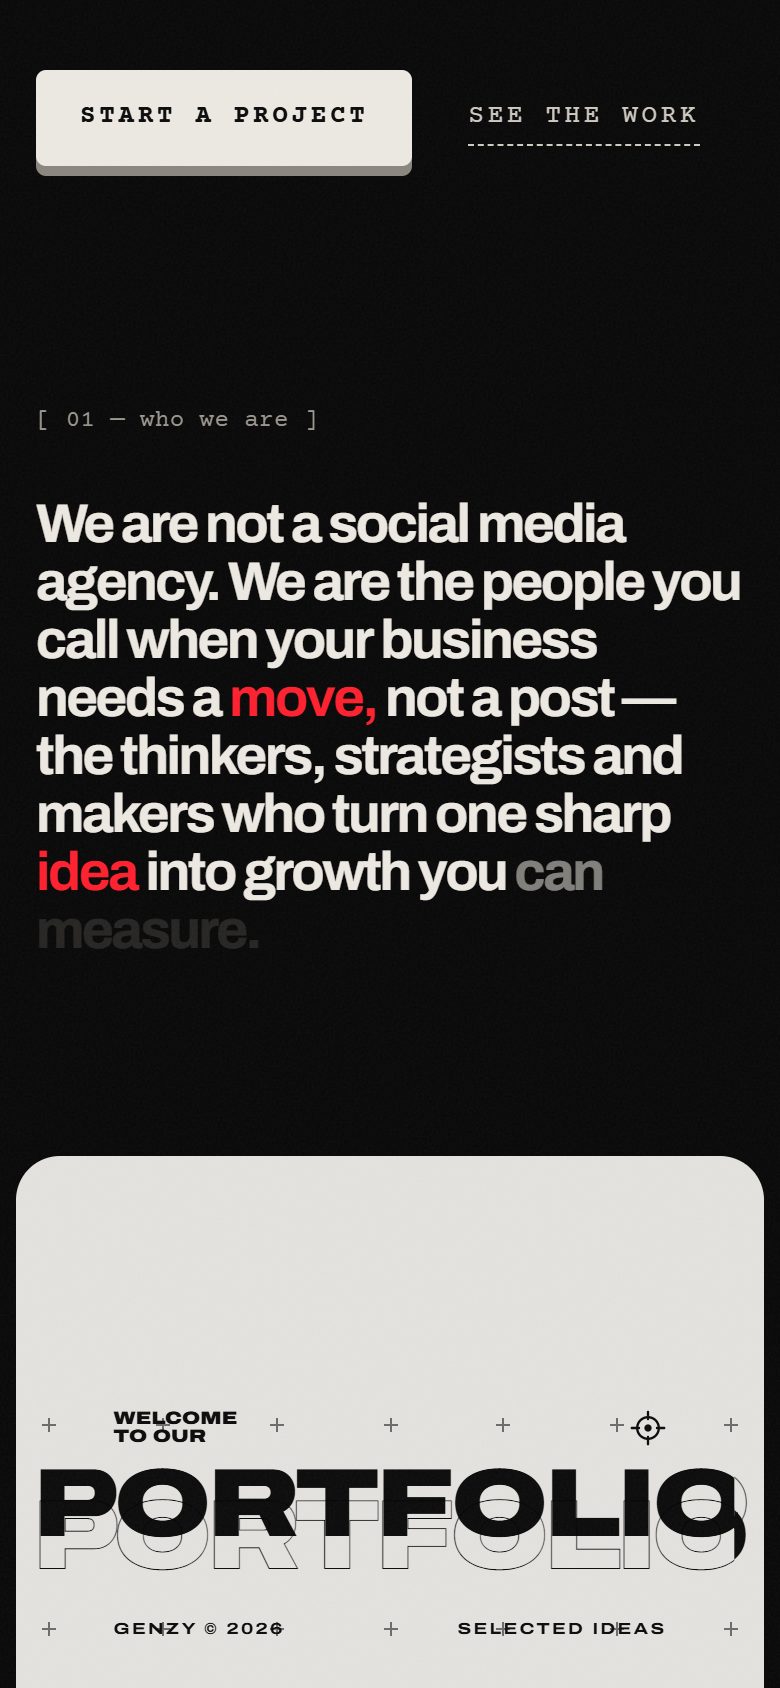 START A PROJECT
SEE THE WORK
[ 01 — who we are ]
We are not a social media
agency. We are the people you
call when your business
needs a move, not a post —
the thinkers, strategists and
makers who turn one sharp
idea into growth you can
measure.
WELCOME
TO OUR
PORTFOLIO
PORTFOLIO
GENZY © 2026
SELECTED IDEAS